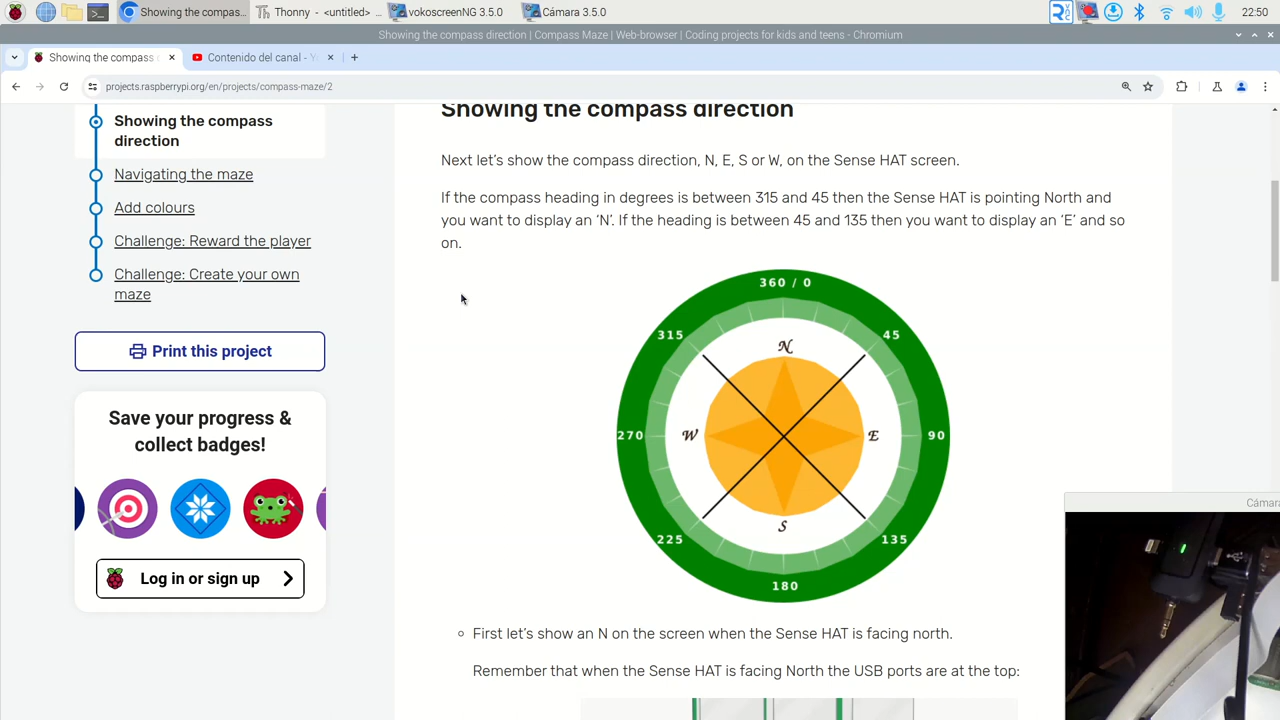 Showing the compas...
Thonny - <untitled> ...
vokoscreenNG 3.5.0
Cámara 3.5.0
22:50
Showing the compass direction | Compass Maze | Web-browser | Coding projects for kids and teens - Chromium
Showing the compass
Contenido del canal -
projects.raspberrypi.org/en/projects/compass-maze/2
Showing the compass
direction
Navigating the maze
Add colours
Challenge: Reward the player
Challenge: Create your own
maze
Print this project
Save your progress &
collect badges!
Log in or sign up
Showing the compass direction
Next let's show the compass direction, N, E, S or W, on the Sense HAT screen.
If the compass heading in degrees is between 315 and 45 then the Sense HAT is pointing North and
you want to display an ‘N’. If the heading is between 45 and 135 then you want to display an ‘E’ and so
on.
360 / 0
315
45
N
270
W
E
90
S
225
135
180
First let's show an N on the screen when the Sense HAT is facing north.
Remember that when the Sense HAT is facing North the USB ports are at the top:
Cámara